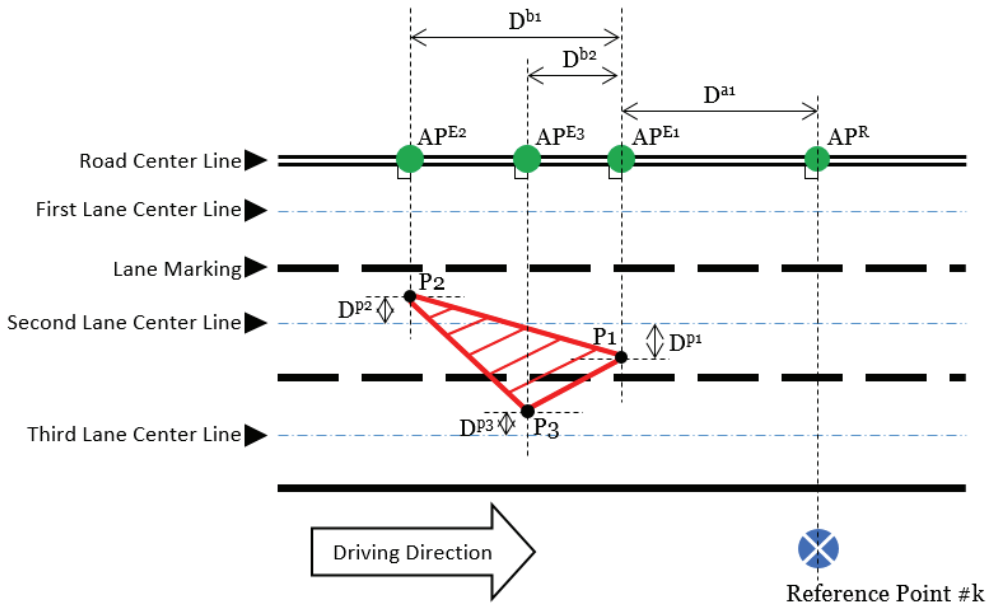 D^b1
D^b2
D^a1
AP^E2
AP^E3
AP^E1
AP^R
Road Center Line
First Lane Center Line
Lane Marking
P2
D^p2
Second Lane Center Line
P1
D^p1
D^p3
P3
Third Lane Center Line
Driving Direction
Reference Point #k